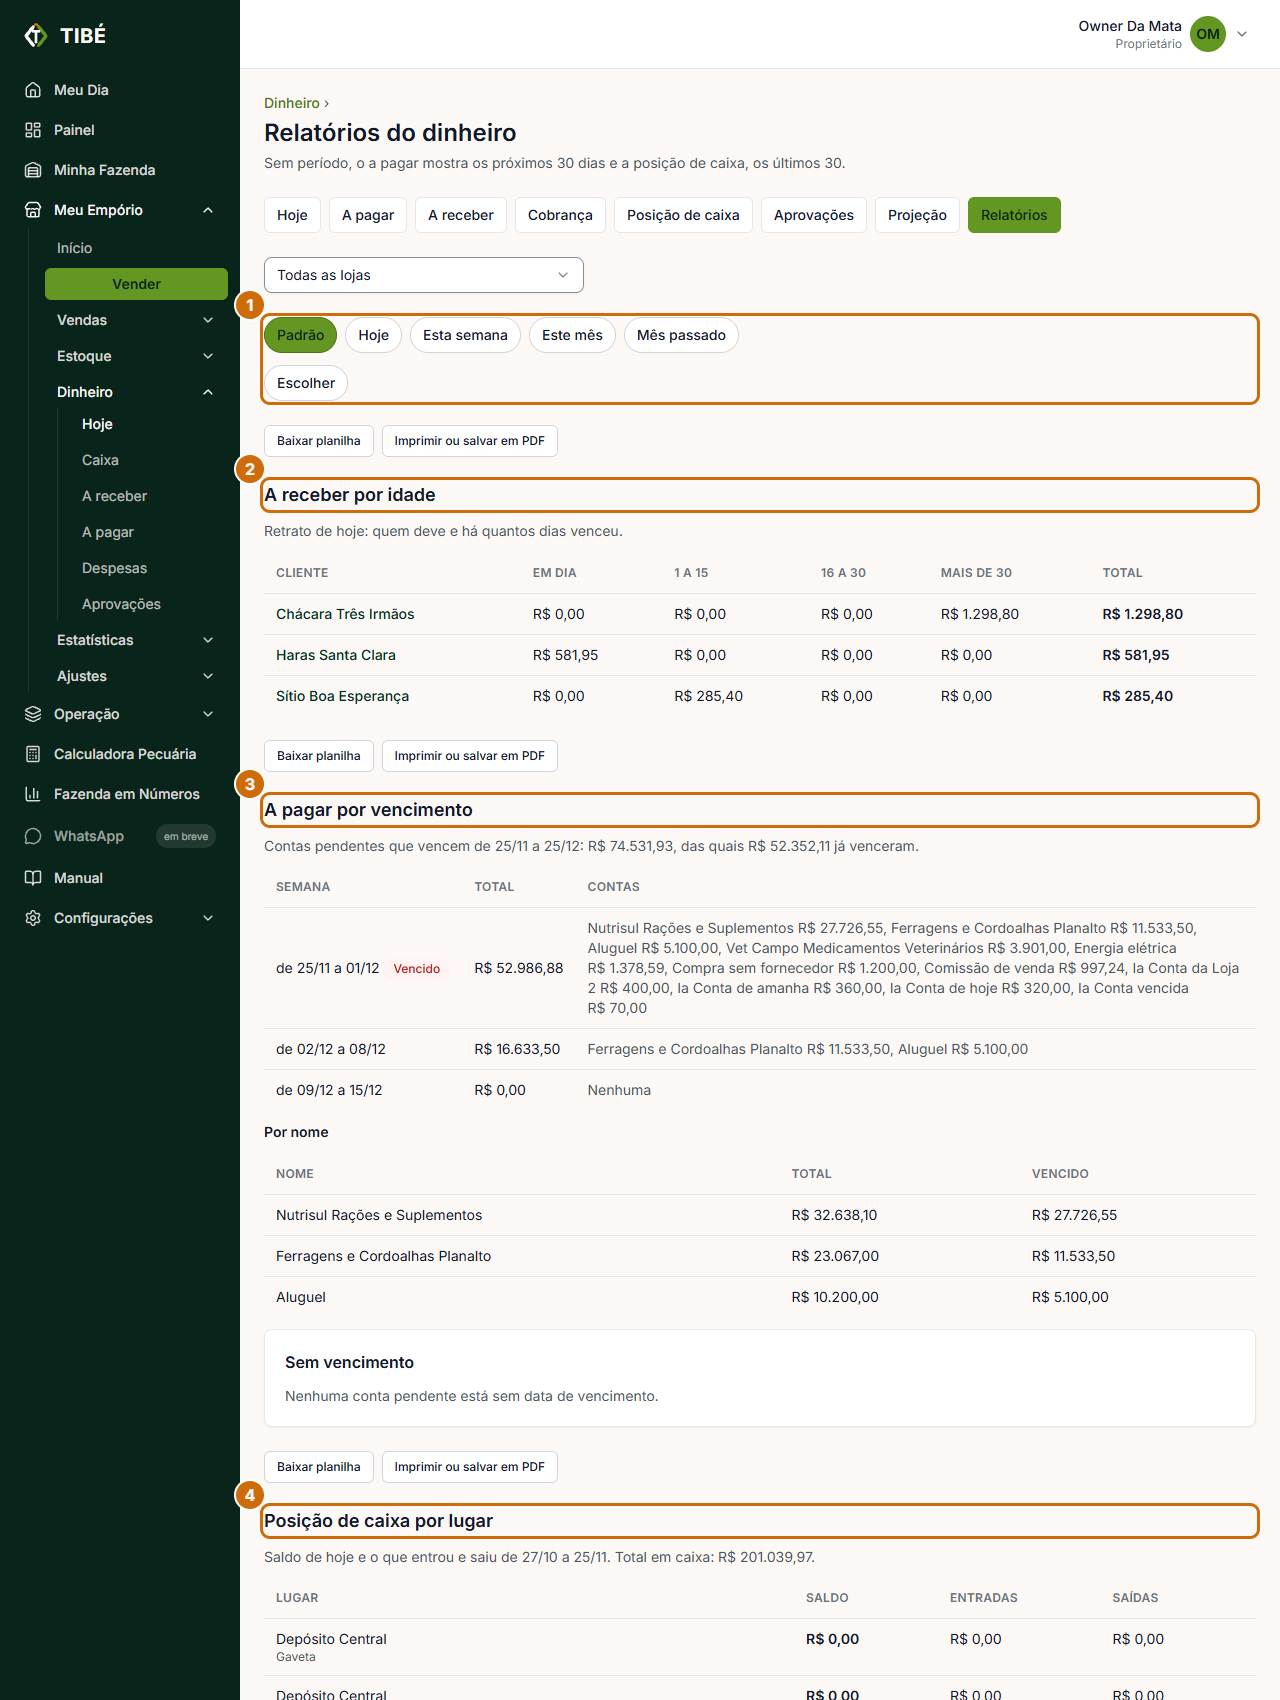 TIBÉ
Owner Da Mata
Proprietário
OM
Meu Dia
Painel
Minha Fazenda
Meu Empório
Início
Vender
Vendas
Estoque
Dinheiro
Hoje
Caixa
A receber
A pagar
Despesas
Aprovações
Estatísticas
Ajustes
Operação
Calculadora Pecuária
Fazenda em Números
WhatsApp em breve
Manual
Configurações
Dinheiro ›
Relatórios do dinheiro
Sem período, o a pagar mostra os próximos 30 dias e a posição de caixa, os últimos 30.
Hoje A pagar A receber Cobrança Posição de caixa Aprovações Projeção Relatórios
Todas as lojas
1
Padrão Hoje Esta semana Este mês Mês passado
Escolher
Baixar planilha Imprimir ou salvar em PDF
2
A receber por idade
Retrato de hoje: quem deve e há quantos dias venceu.
CLIENTE EM DIA 1 A 15 16 A 30 MAIS DE 30 TOTAL
Chácara Três Irmãos R$ 0,00 R$ 0,00 R$ 0,00 R$ 1.298,80 R$ 1.298,80
Haras Santa Clara R$ 581,95 R$ 0,00 R$ 0,00 R$ 0,00 R$ 581,95
Sítio Boa Esperança R$ 0,00 R$ 285,40 R$ 0,00 R$ 0,00 R$ 285,40
Baixar planilha Imprimir ou salvar em PDF
3
A pagar por vencimento
Contas pendentes que vencem de 25/11 a 25/12: R$ 74.531,93, das quais R$ 52.352,11 já venceram.
SEMANA TOTAL CONTAS
de 25/11 a 01/12 Vencido R$ 52.986,88
Nutrisul Rações e Suplementos R$ 27.726,55, Ferragens e Cordoalhas Planalto R$ 11.533,50,
Aluguel R$ 5.100,00, Vet Campo Medicamentos Veterinários R$ 3.901,00, Energia elétrica
R$ 1.378,59, Compra sem fornecedor R$ 1.200,00, Comissão de venda R$ 997,24, Ia Conta da Loja
2 R$ 400,00, Ia Conta de amanha R$ 360,00, Ia Conta de hoje R$ 320,00, Ia Conta vencida
R$ 70,00
de 02/12 a 08/12 R$ 16.633,50 Ferragens e Cordoalhas Planalto R$ 11.533,50, Aluguel R$ 5.100,00
de 09/12 a 15/12 R$ 0,00 Nenhuma
Por nome
NOME TOTAL VENCIDO
Nutrisul Rações e Suplementos R$ 32.638,10 R$ 27.726,55
Ferragens e Cordoalhas Planalto R$ 23.067,00 R$ 11.533,50
Aluguel R$ 10.200,00 R$ 5.100,00
Sem vencimento
Nenhuma conta pendente está sem data de vencimento.
Baixar planilha Imprimir ou salvar em PDF
4
Posição de caixa por lugar
Saldo de hoje e o que entrou e saiu de 27/10 a 25/11. Total em caixa: R$ 201.039,97.
LUGAR SALDO ENTRADAS SAÍDAS
Depósito Central R$ 0,00 R$ 0,00 R$ 0,00
Gaveta
Depósito Central R$ 0,00 R$ 0,00 R$ 0,00